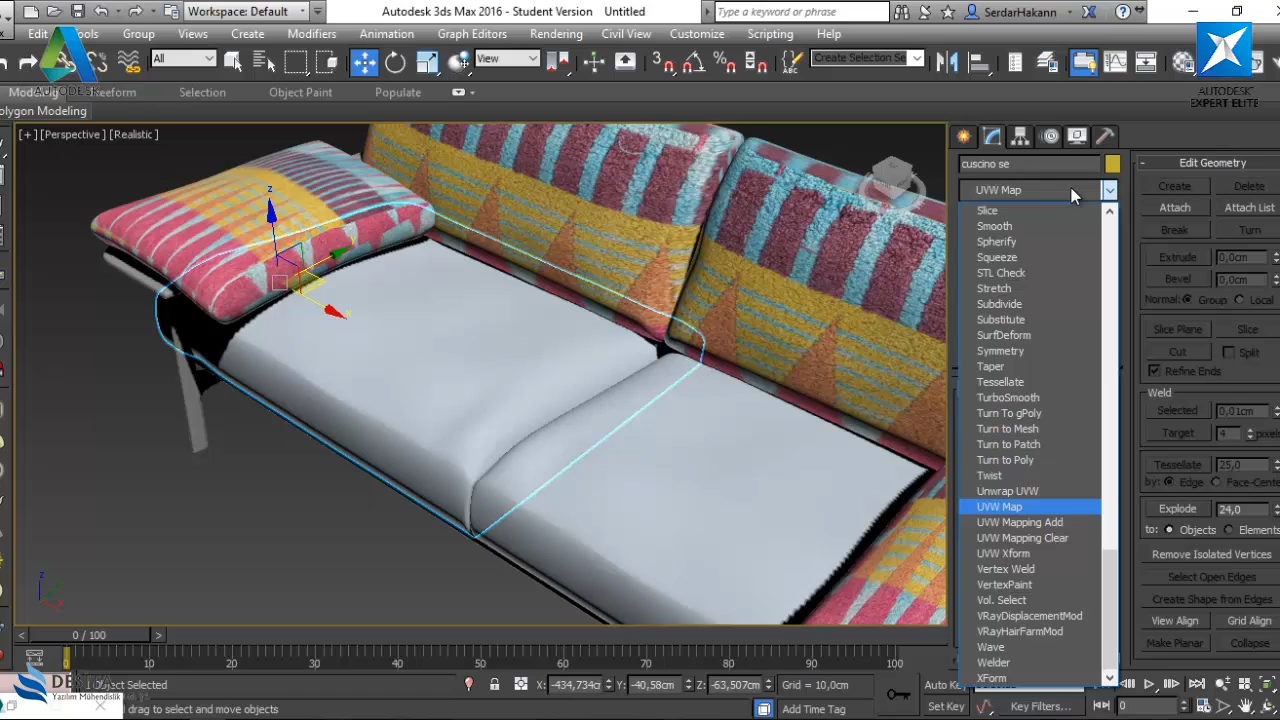 Workspace: Default
Autodesk 3ds Max 2016 - Student Version Untitled
Type a keyword or phrase
SerdarHakann
Edit
Tools
Group
Views
Create
Modifiers
Animation
Graph Editors
Rendering
Civil View
Customize
Scripting
Help
All
View
Create Selection Se
AUTODESK
AUTODESK
EXPERT ELITE
Modeling
Freeform
Selection
Object Paint
Populate
Polygon Modeling
[+] [Perspective ] [Realistic ]
cuscino se
UVW Map
Slice
Smooth
Spherify
Squeeze
STL Check
Stretch
Subdivide
Substitute
SurfDeform
Symmetry
Taper
Tessellate
TurboSmooth
Turn To gPoly
Turn to Mesh
Turn to Patch
Turn to Poly
Twist
Unwrap UVW
UVW Map
UVW Mapping Add
UVW Mapping Clear
UVW Xform
Vertex Weld
VertexPaint
Vol. Select
VRayDisplacementMod
VRayHairFarmMod
Wave
Welder
XForm
- Edit Geometry
Create
Delete
Attach
Attach List
Break
Turn
Extrude 0,0cm
Bevel 0,0cm
Normal: Group Local
Slice Plane
Slice
Cut
Split
Refine Ends
Weld
Selected 0,01cm
Target 4 pixels
Tessellate 25,0
by: Edge Face-Cente
Explode 24,0
to: Objects Elements
Remove Isolated Vertices
Select Open Edges
Create Shape from Edges
View Align
Grid Align
Make Planar
Collapse
z
z
< 0 / 100 >
0 10 20 30 40 50 60 70 80 90 100
Object Selected
X: -434,734cm
Y: -40,58cm
Z: -63,507cm
Grid = 10,0cm
Auto Key
Yazılım Mühendislik
drag to select and move objects
Add Time Tag
Set Key
Key Filters...
0